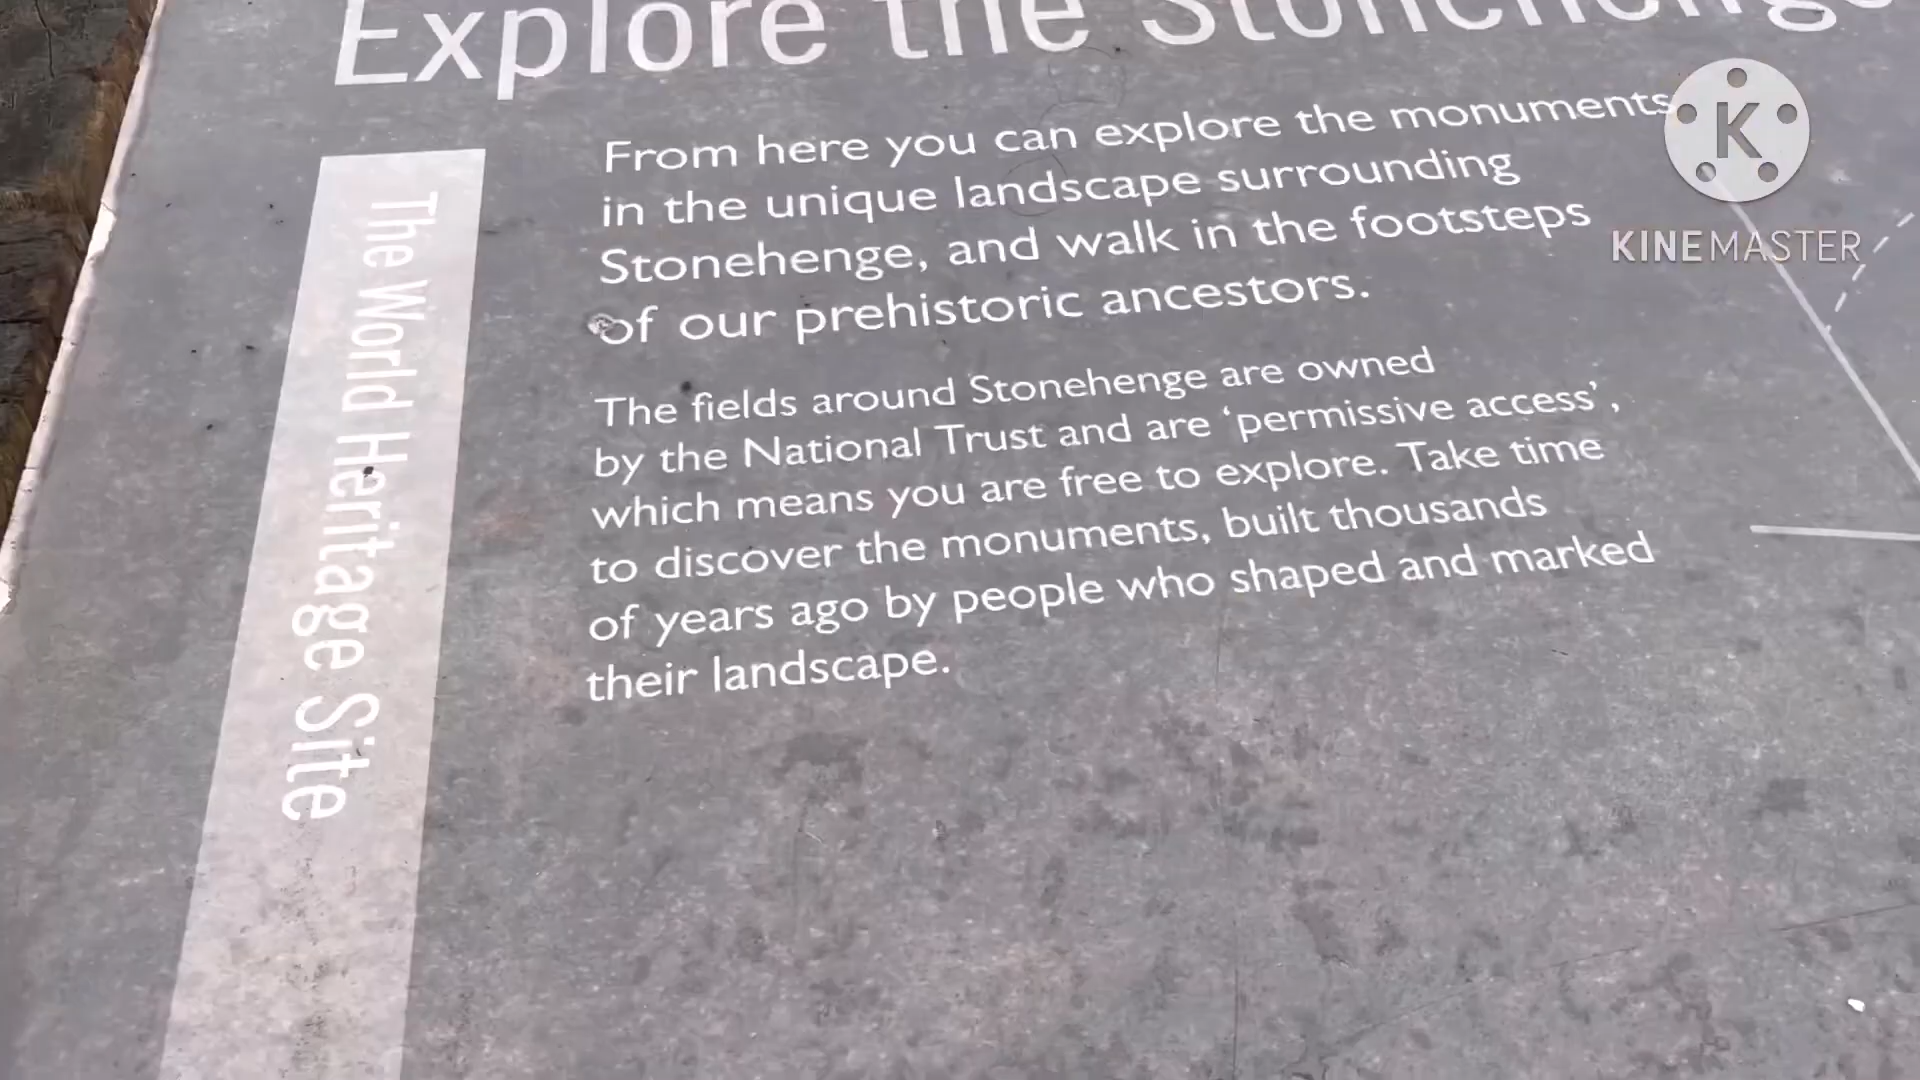 Explore the Stonehenge
The World Heritage Site
From here you can explore the monuments
in the unique landscape surrounding
Stonehenge, and walk in the footsteps
of our prehistoric ancestors.
The fields around Stonehenge are owned
by the National Trust and are ‘permissive access’,
which means you are free to explore. Take time
to discover the monuments, built thousands
of years ago by people who shaped and marked
their landscape.
K
KINEMASTER